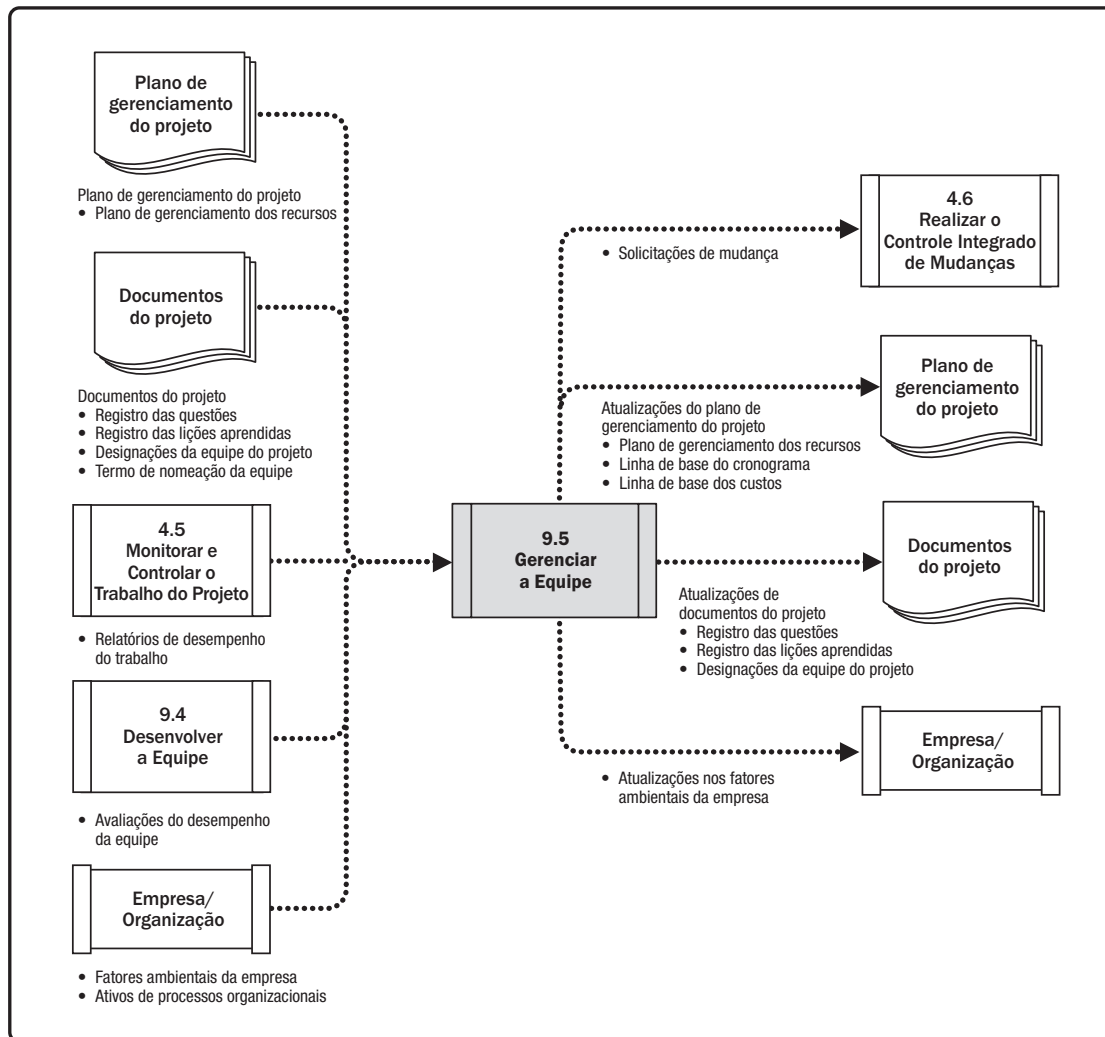 Plano de
gerenciamento
do projeto
Plano de gerenciamento do projeto
• Plano de gerenciamento dos recursos
Documentos
do projeto
Documentos do projeto
• Registro das questões
• Registro das lições aprendidas
• Designações da equipe do projeto
• Termo de nomeação da equipe
4.5
Monitorar e
Controlar o
Trabalho do Projeto
• Relatórios de desempenho
do trabalho
9.4
Desenvolver
a Equipe
• Avaliações do desempenho
da equipe
Empresa/
Organização
• Fatores ambientais da empresa
• Ativos de processos organizacionais
9.5
Gerenciar
a Equipe
• Solicitações de mudança
4.6
Realizar o
Controle Integrado
de Mudanças
Atualizações do plano de
gerenciamento do projeto
• Plano de gerenciamento dos recursos
• Linha de base do cronograma
• Linha de base dos custos
Plano de
gerenciamento
do projeto
Atualizações de
documentos do projeto
• Registro das questões
• Registro das lições aprendidas
• Designações da equipe do projeto
Documentos
do projeto
• Atualizações nos fatores
ambientais da empresa
Empresa/
Organização